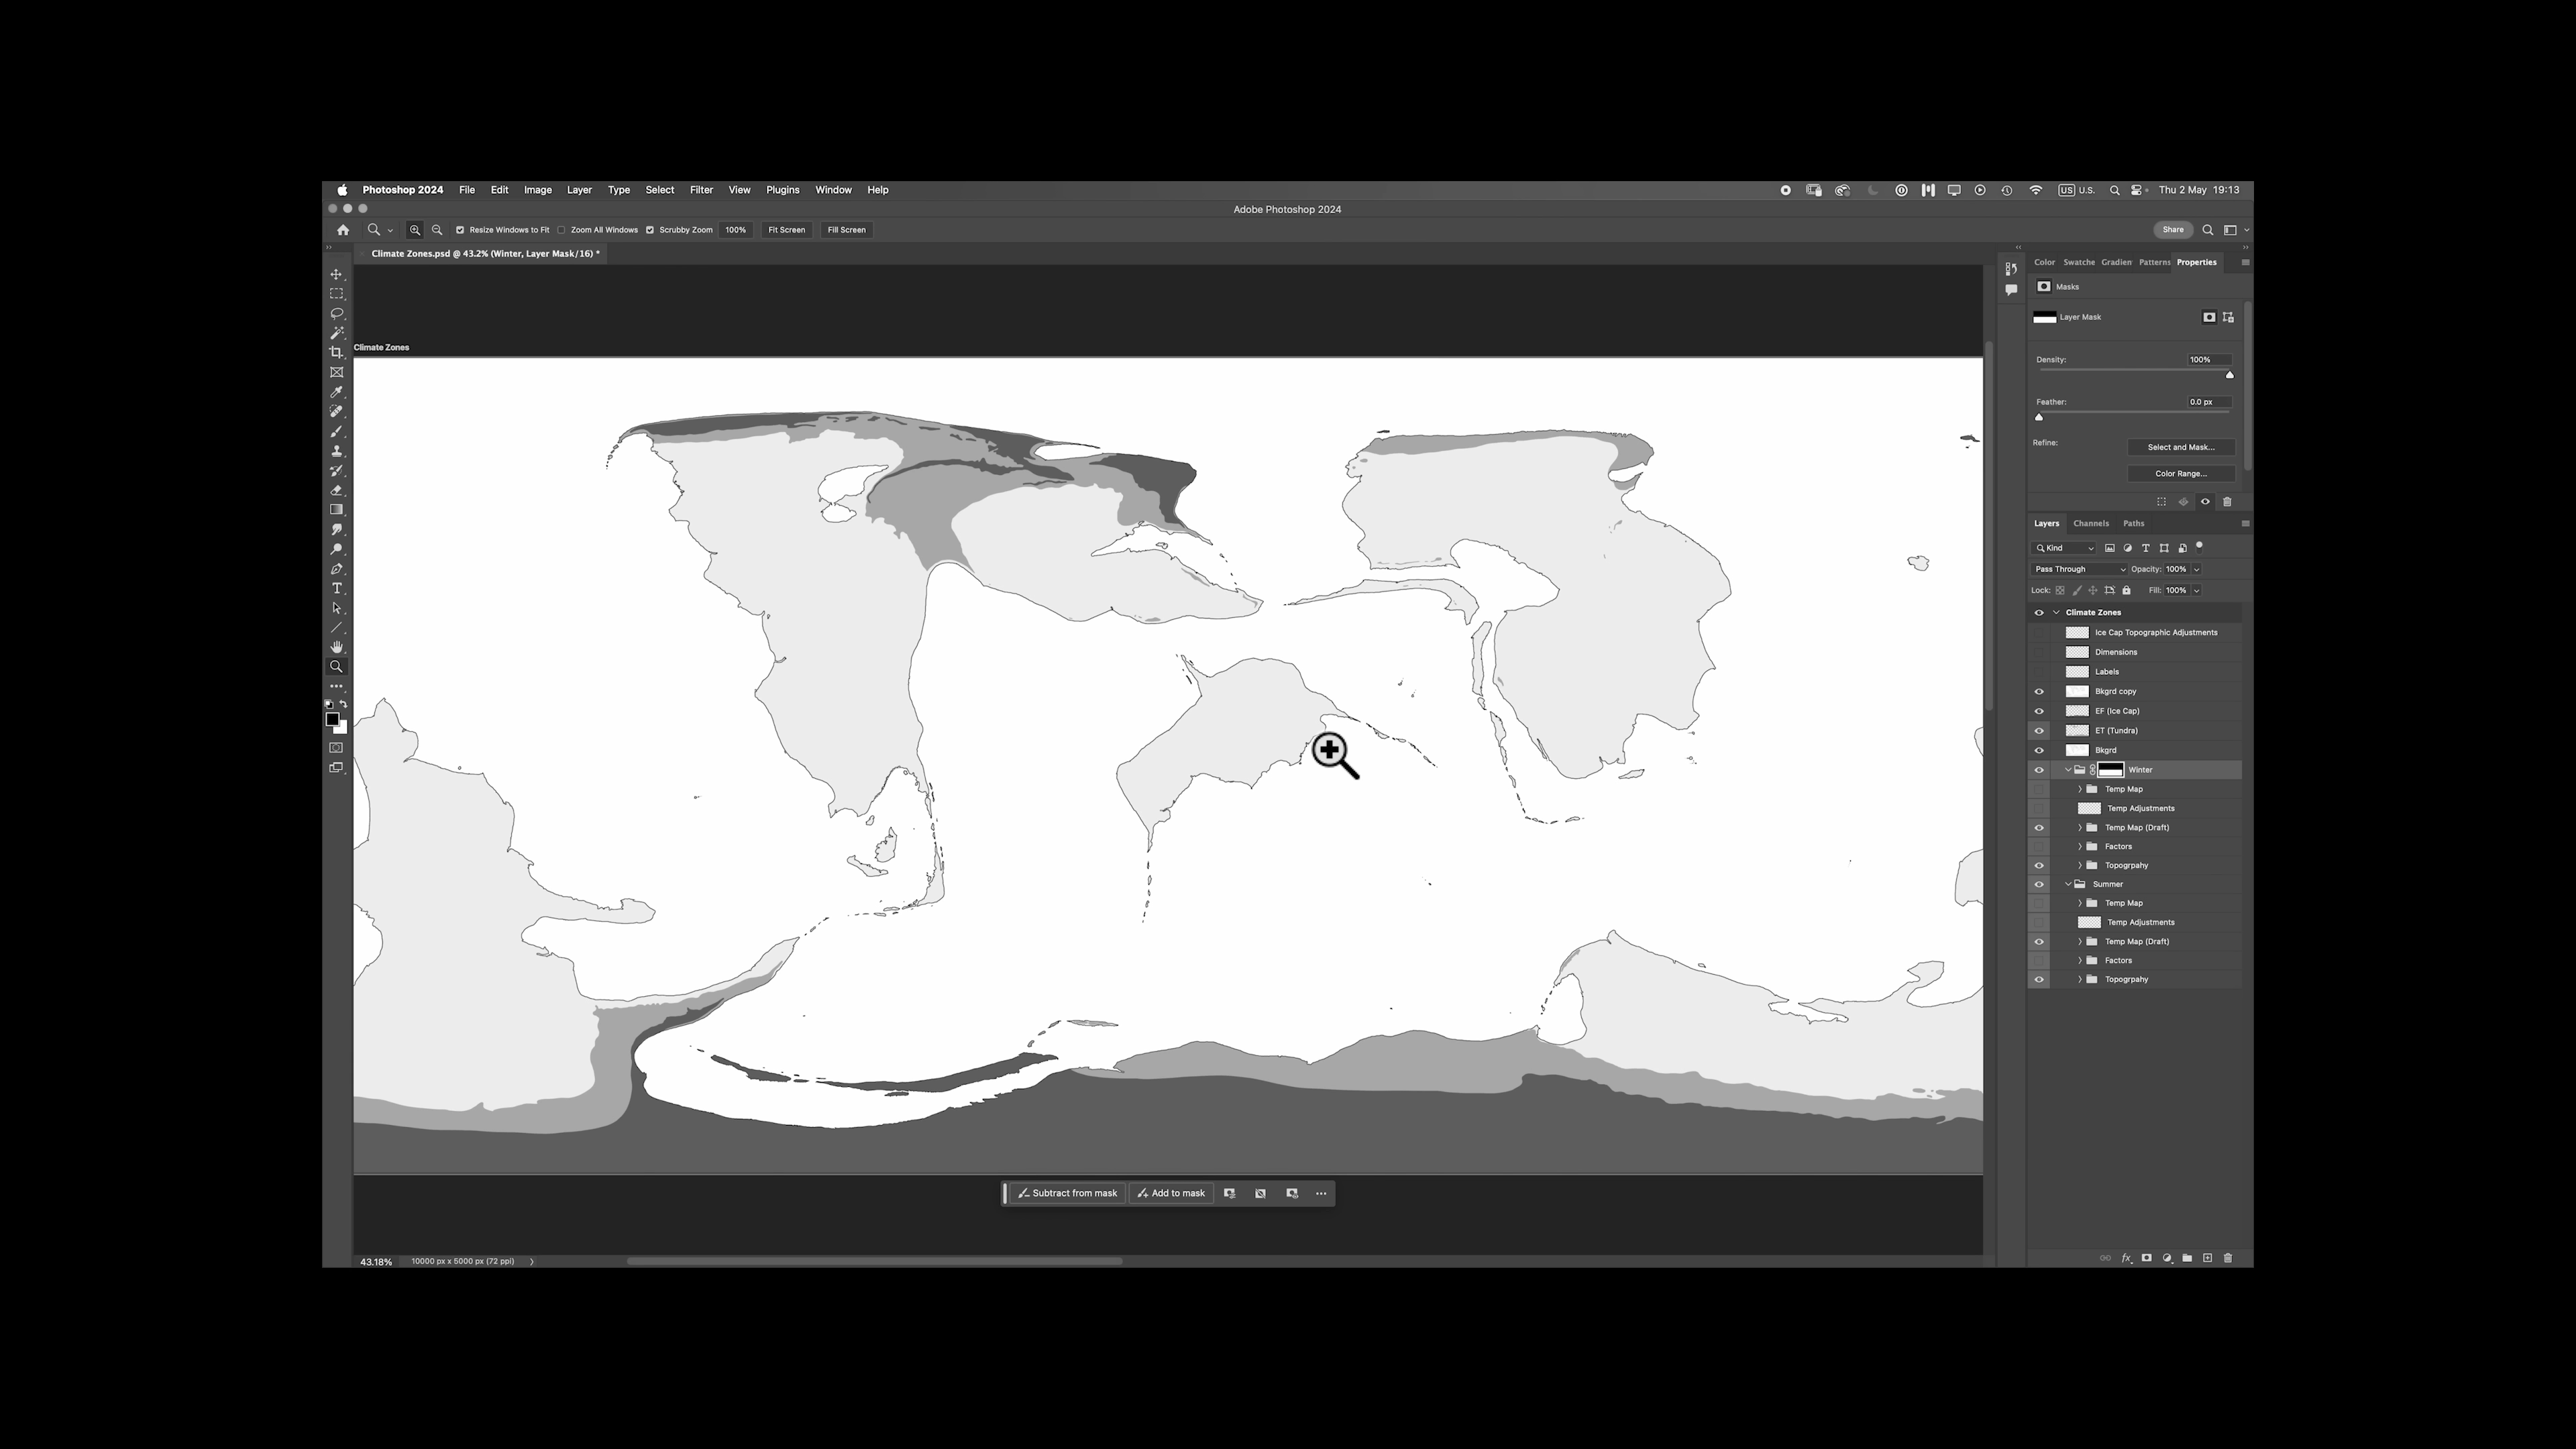 Photoshop 2024 File Edit Image Layer Type Select Filter View Plugins Window Help US U.S. Thu 2 May 19:13
Adobe Photoshop 2024
Resize Windows to Fit Zoom All Windows Scrubby Zoom 100% Fit Screen Fill Screen Share
Climate Zones.psd @ 43.2% (Winter, Layer Mask/16) *
Color Swatche Gradien Patterns Properties
Masks
Layer Mask
Climate Zones
Density: 100%
Feather: 0.0 px
Refine: Select and Mask...
Color Range...
Layers Channels Paths
Kind
Pass Through Opacity: 100%
Lock: Fill: 100%
Climate Zones
Ice Cap Topographic Adjustments
Dimensions
Labels
Bkgrd copy
EF (Ice Cap)
ET (Tundra)
Bkgrd
Winter
Temp Map
Temp Adjustments
Temp Map (Draft)
Factors
Topogrpahy
Summer
Temp Map
Temp Adjustments
Temp Map (Draft)
Factors
Topogrpahy
Subtract from mask Add to mask
43.18% 10000 px x 5000 px (72 ppi)
fx